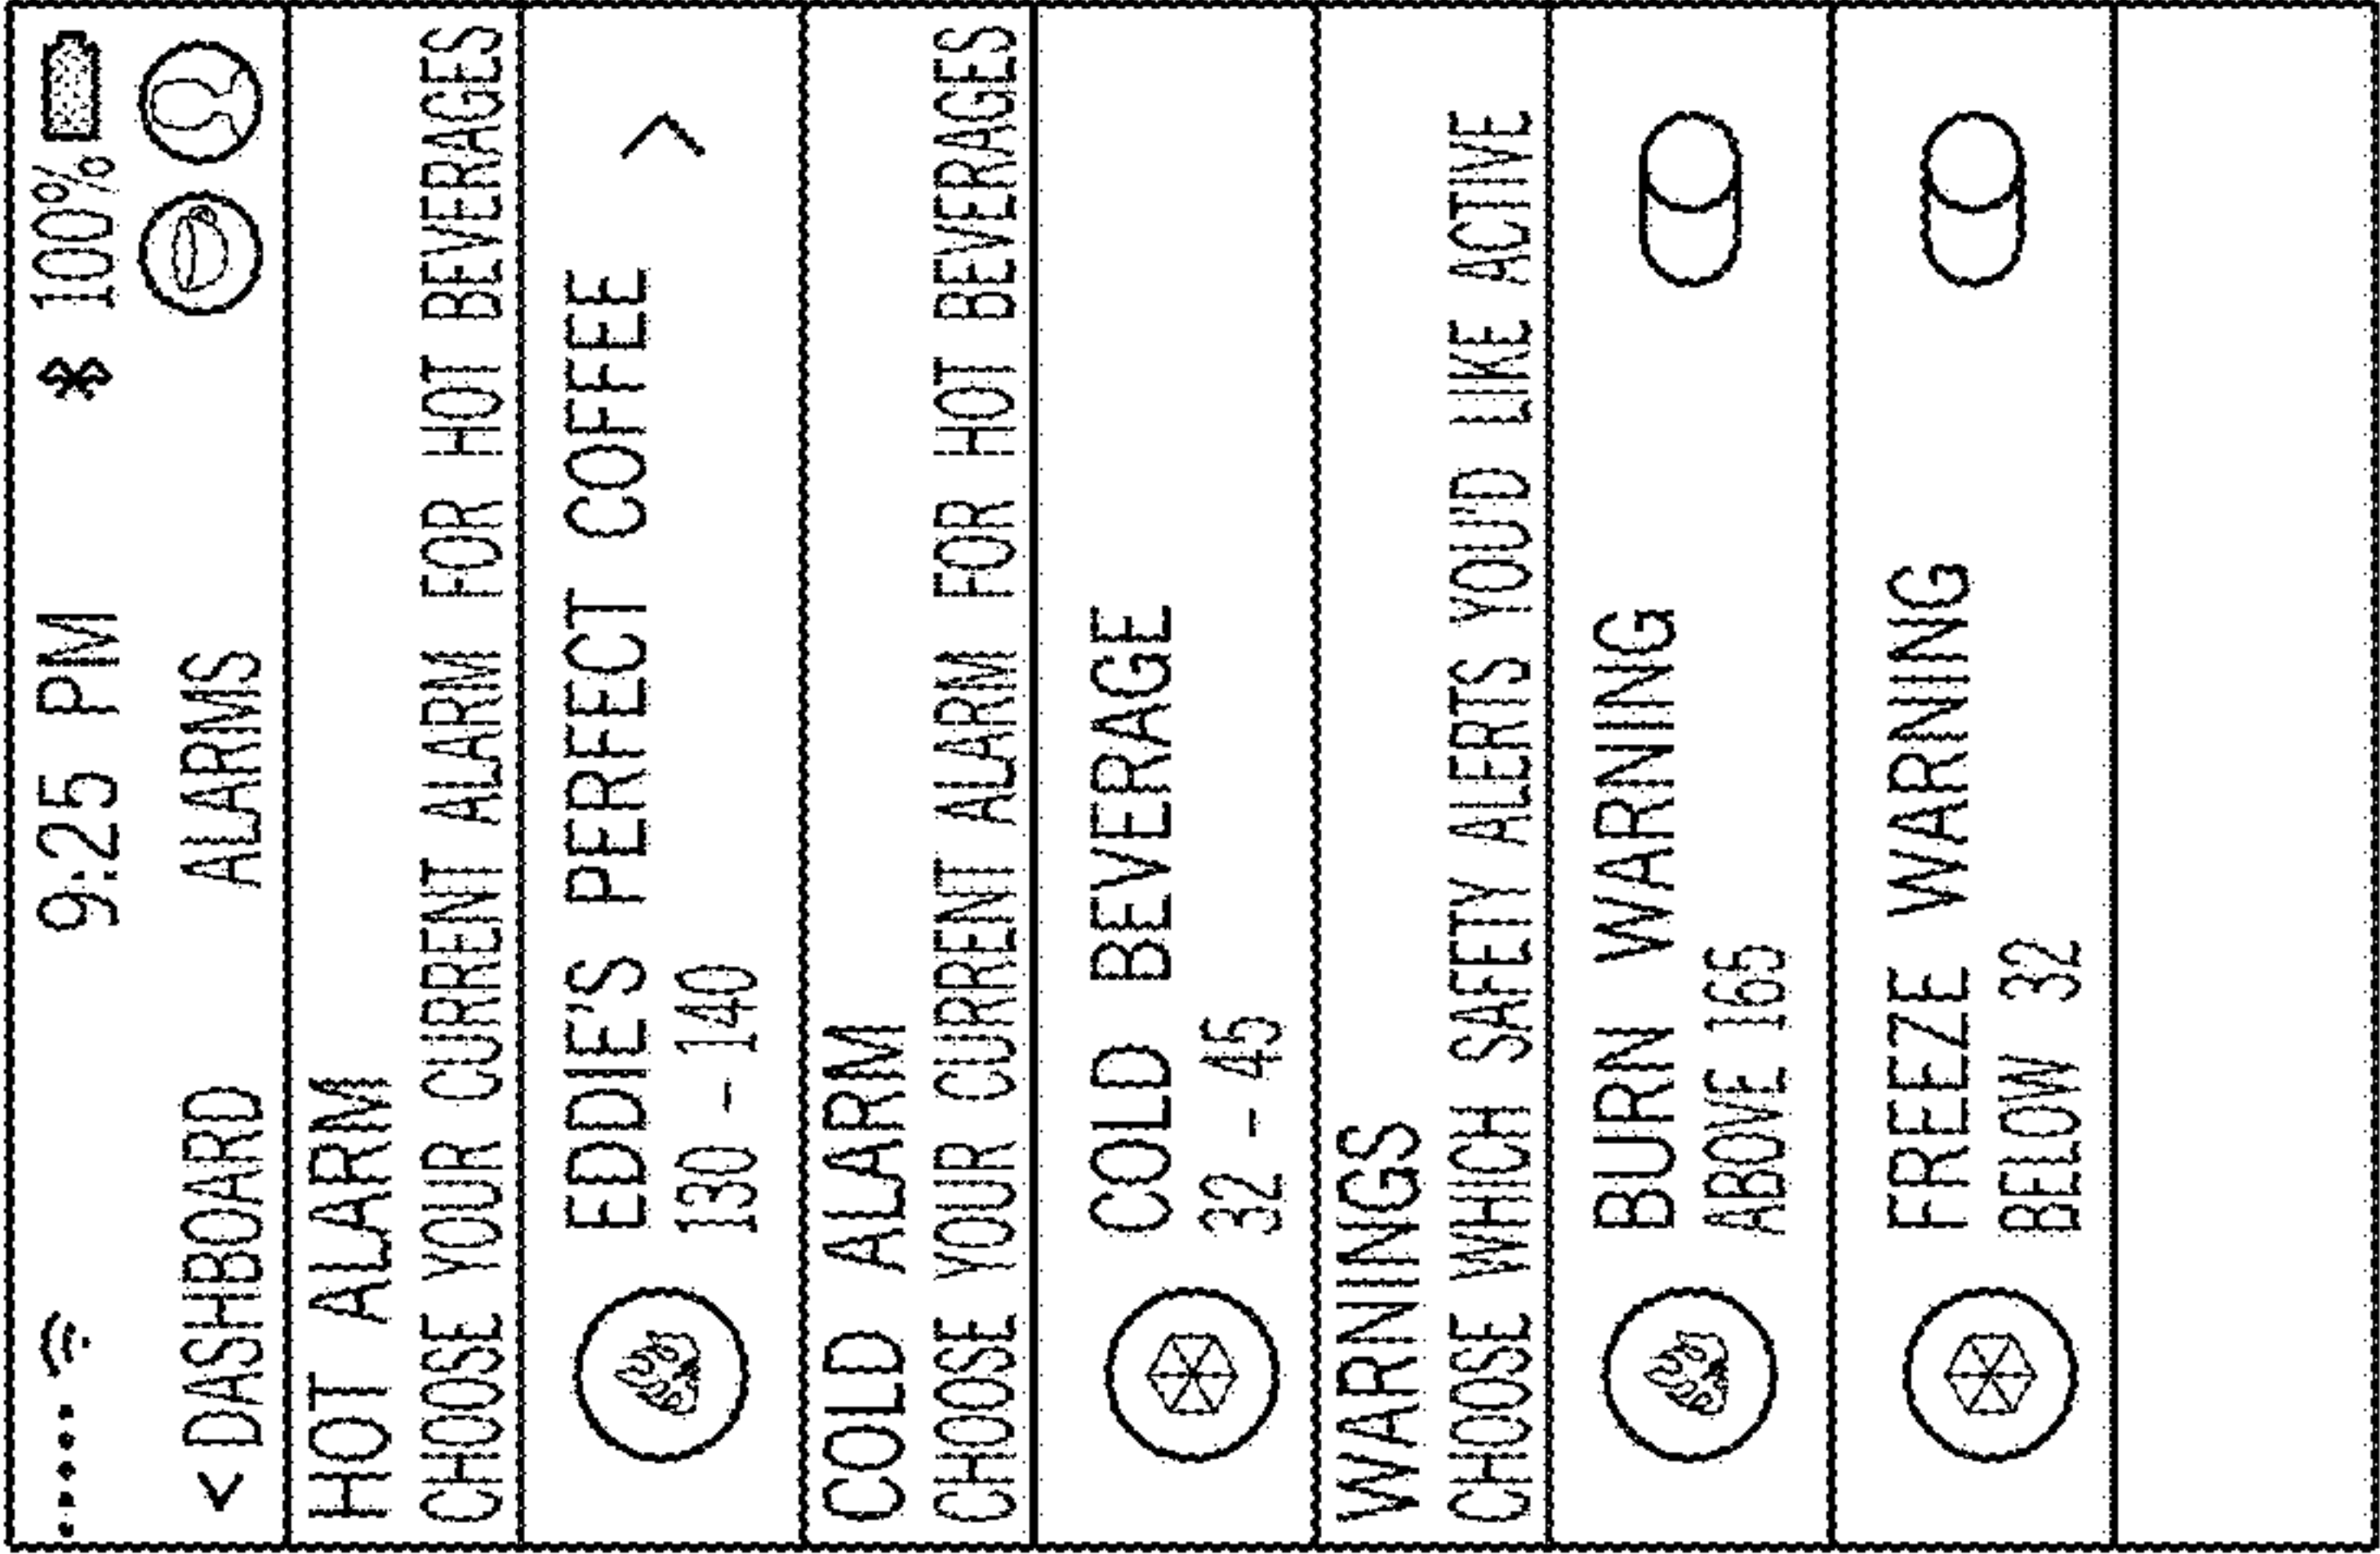 9:25 PM 100%
< DASHBOARD ALARMS
HOT ALARM
CHOOSE YOUR CURRENT ALARM FOR HOT BEVERAGES
EDDIE'S PERFECT COFFEE >
130 - 140
COLD ALARM
CHOOSE YOUR CURRENT ALARM FOR HOT BEVERAGES
COLD BEVERAGE
32 - 45
WARNINGS
CHOOSE WHICH SAFETY ALERTS YOU'D LIKE ACTIVE
BURN WARNING
ABOVE 165
FREEZE WARNING
BELOW 32